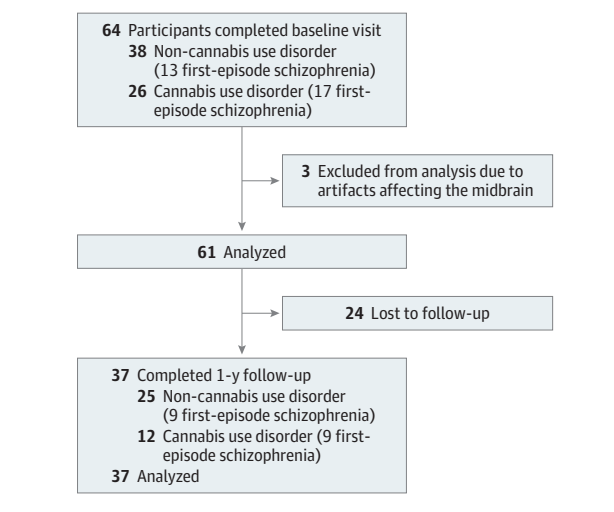 64 Participants completed baseline visit
38 Non-cannabis use disorder
(13 first-episode schizophrenia)
26 Cannabis use disorder (17 first-
episode schizophrenia)
3 Excluded from analysis due to
artifacts affecting the midbrain
61 Analyzed
24 Lost to follow-up
37 Completed 1-y follow-up
25 Non-cannabis use disorder
(9 first-episode schizophrenia)
12 Cannabis use disorder (9 first-
episode schizophrenia)
37 Analyzed